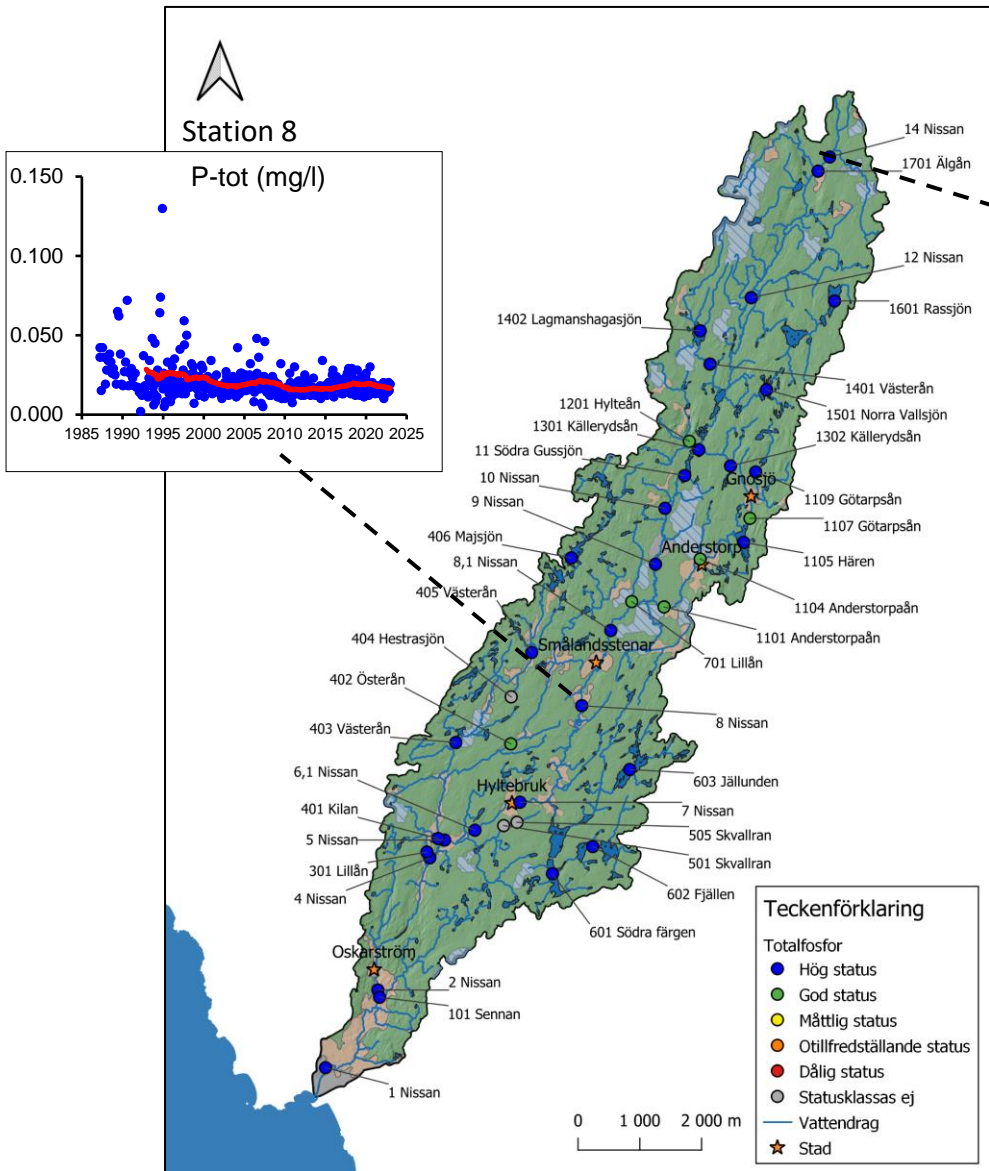 Station 8
P-tot (mg/l)
0.150
0.100
0.050
0.000
1985 1990 1995 2000 2005 2010 2015 2020 2025
14 Nissan
1701 Älgån
12 Nissan
1601 Rassjön
1402 Lagmanshagasjön
1401 Västerån
1501 Norra Vallsjön
1201 Hylteån
1301 Källerydsån
1302 Källerydsån
11 Södra Gussjön
Gnosjö
10 Nissan
1109 Götarpsån
9 Nissan
1107 Götarpsån
406 Majsjön
Anderstorp
1105 Hären
8,1 Nissan
405 Västerån
1104 Anderstorpaån
404 Hestrasjön
Smålandsstenar
1101 Anderstorpaån
701 Lillån
402 Österån
8 Nissan
403 Västerån
6,1 Nissan
603 Jällunden
Hyltebruk
401 Kilan
7 Nissan
5 Nissan
505 Skvallran
301 Lillån
501 Skvallran
4 Nissan
602 Fjällen
601 Södra färgen
Oskarström
2 Nissan
101 Sennan
1 Nissan
Teckenförklaring
Totalfosfor
Hög status
God status
Måttlig status
Otillfredställande status
Dålig status
Statusklassas ej
Vattendrag
Stad
0 1 000 2 000 m